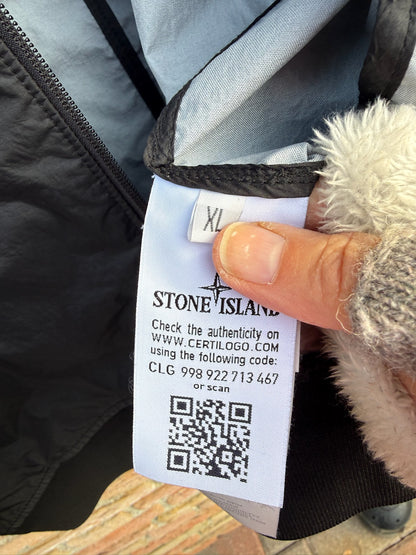 XL
STONE ISLAND
Check the authenticity on
WWW.CERTILOGO.COM
using the following code:
CLG 998 922 713 467
or scan